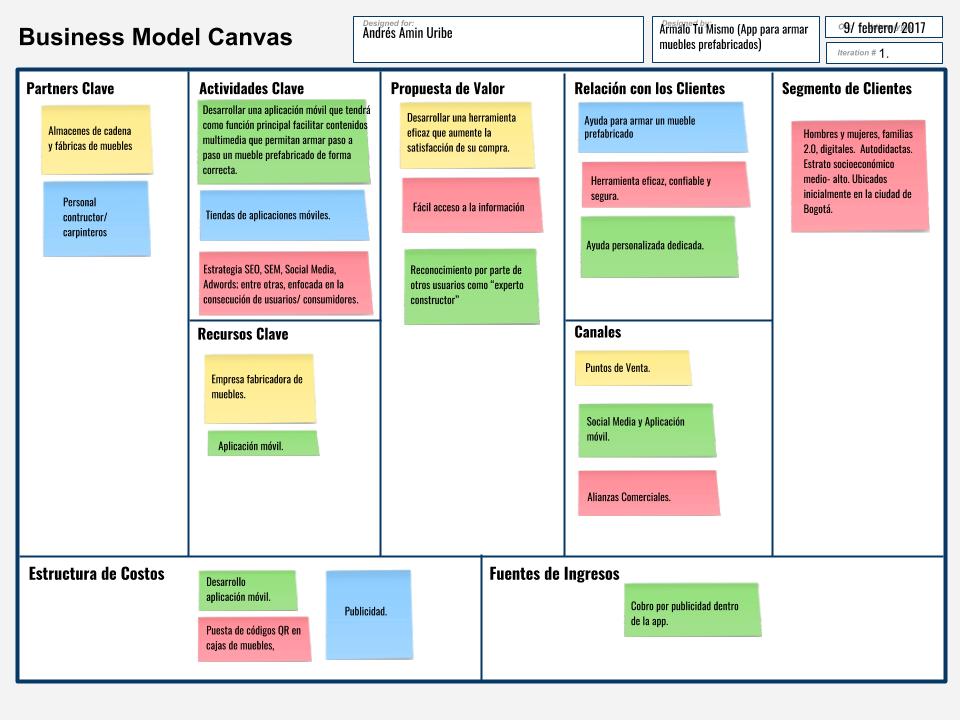 Business Model Canvas
Designed for:
Andrés Amin Uribe
Designed by:
Ármalo Tú Mismo (App para armar
muebles prefabricados)
9/ febrero/ 2017
Iteration #
1.
Partners Clave
Almacenes de cadena
y fábricas de muebles
Personal
contructor/
carpinteros
Actividades Clave
Desarrollar una aplicación móvil que tendrá
como función principal facilitar contenidos
multimedia que permitan armar paso a
paso un mueble prefabricado de forma
correcta.
Tiendas de aplicaciones móviles.
Estrategia SEO, SEM, Social Media,
Adwords; entre otras, enfocada en la
consecución de usuarios/ consumidores.
Recursos Clave
Empresa fabricadora de
muebles.
Aplicación móvil.
Propuesta de Valor
Desarrollar una herramienta
eficaz que aumente la
satisfacción de su compra.
Fácil acceso a la información
Reconocimiento por parte de
otros usuarios como “experto
constructor”
Relación con los Clientes
Ayuda para armar un mueble
prefabricado
Herramienta eficaz, confiable y
segura.
Ayuda personalizada dedicada.
Canales
Puntos de Venta.
Social Media y Aplicación
móvil.
Alianzas Comerciales.
Segmento de Clientes
Hombres y mujeres, familias
2.0, digitales.  Autodidactas.
Estrato socioeconómico
medio- alto. Ubicados
inicialmente en la ciudad de
Bogotá.
Estructura de Costos
Desarrollo
aplicación móvil.
Puesta de códigos QR en
cajas de muebles,
Publicidad.
Fuentes de Ingresos
Cobro por publicidad dentro
de la app.